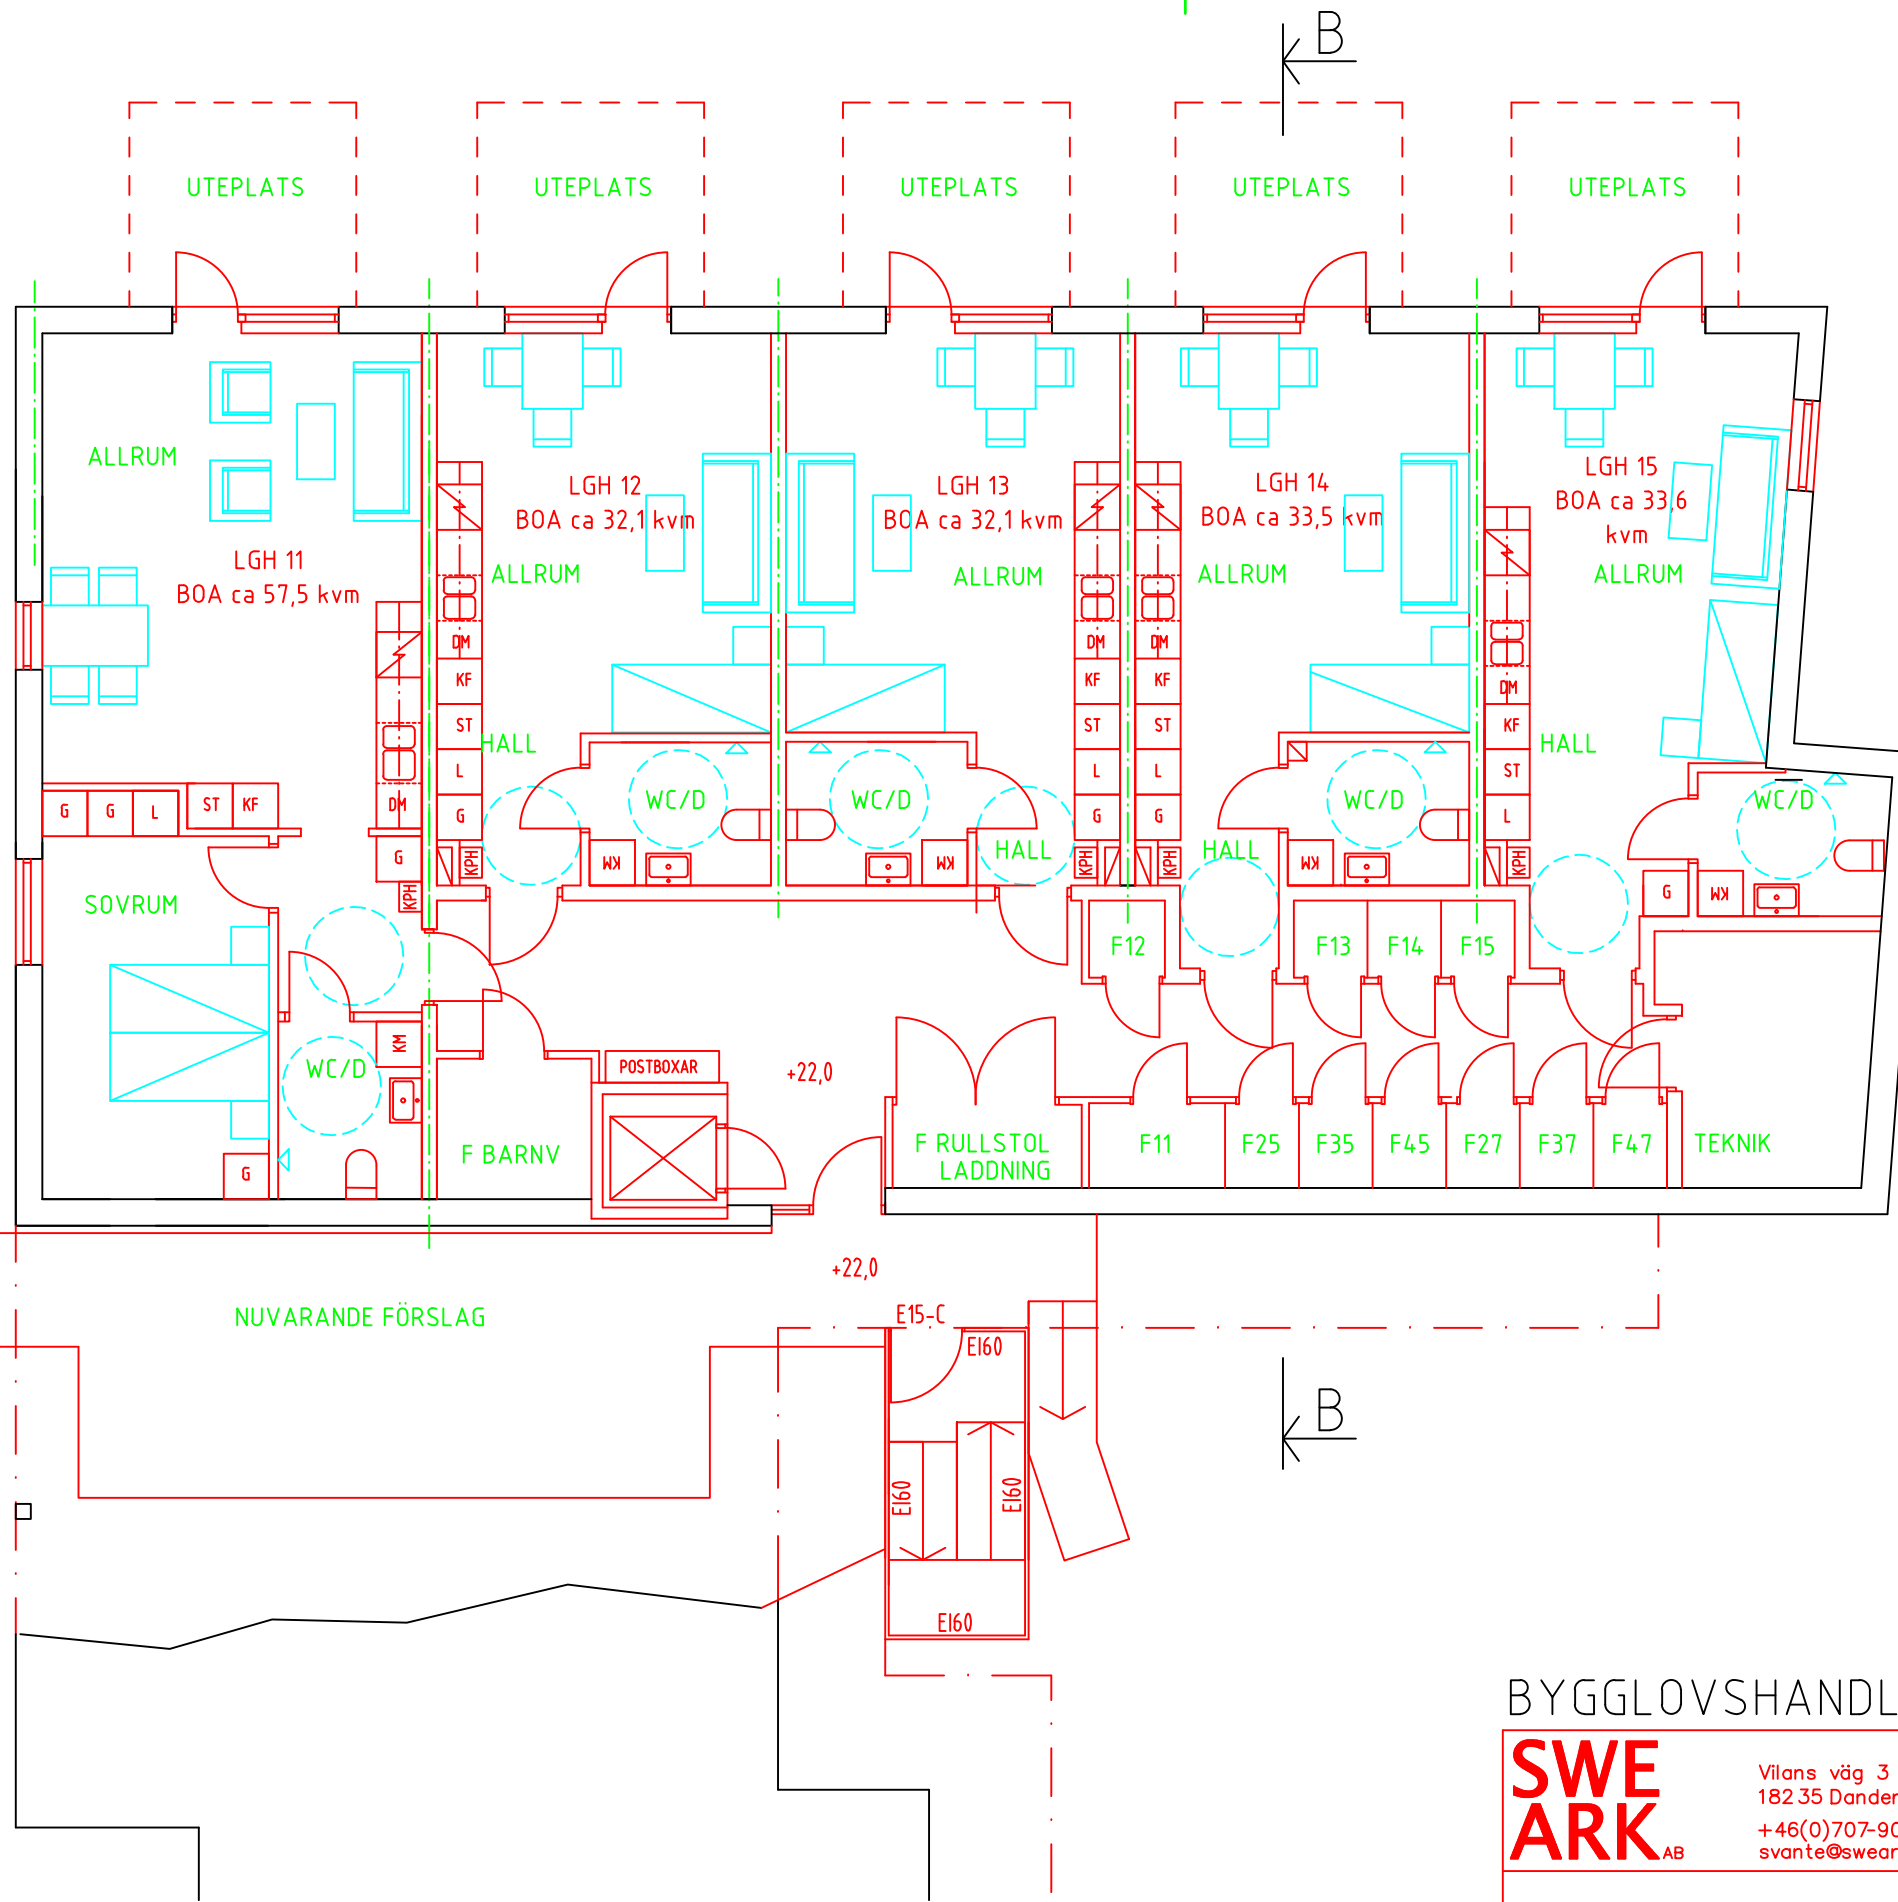 B
UTEPLATS
UTEPLATS
UTEPLATS
UTEPLATS
UTEPLATS
ALLRUM
LGH 11
BOA ca 57,5 kvm
LGH 12
BOA ca 32,1 kvm
ALLRUM
LGH 13
BOA ca 32,1 kvm
ALLRUM
LGH 14
BOA ca 33,5 kvm
ALLRUM
LGH 15
BOA ca 33,6
kvm
ALLRUM
DM
KF
ST
L
G
KPH
DM
KF
ST
L
G
KPH
DM
KF
ST
L
G
KPH
DM
KF
ST
L
KPH
G
G
L
ST
KF
DM
G
KPH
HALL
WC/D
KM
WC/D
KM
HALL
HALL
WC/D
KM
HALL
WC/D
G
KM
SOVRUM
WC/D
KM
G
F12
F13
F14
F15
POSTBOXAR
+22,0
F BARNV
F RULLSTOL
LADDNING
F11
F25
F35
F45
F27
F37
F47
TEKNIK
+22,0
NUVARANDE FÖRSLAG
E15-C
EI60
EI60
EI60
EI60
B
BYGGLOVSHANDL
SWE
ARK AB
Vilans väg 3
182 35 Dander
+46(0)707-90
svante@swear